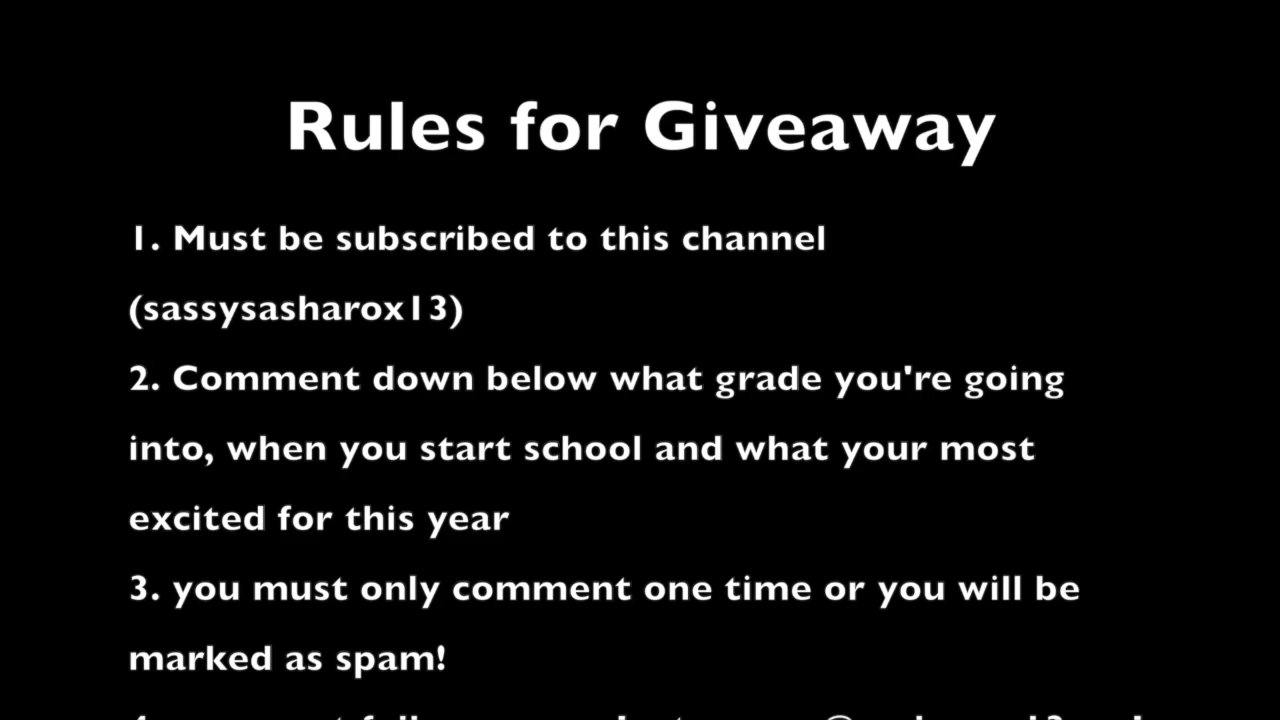 Rules for Giveaway
1. Must be subscribed to this channel
(sassysasharox13)
2. Comment down below what grade you're going
into, when you start school and what your most
excited for this year
3. you must only comment one time or you will be
marked as spam!